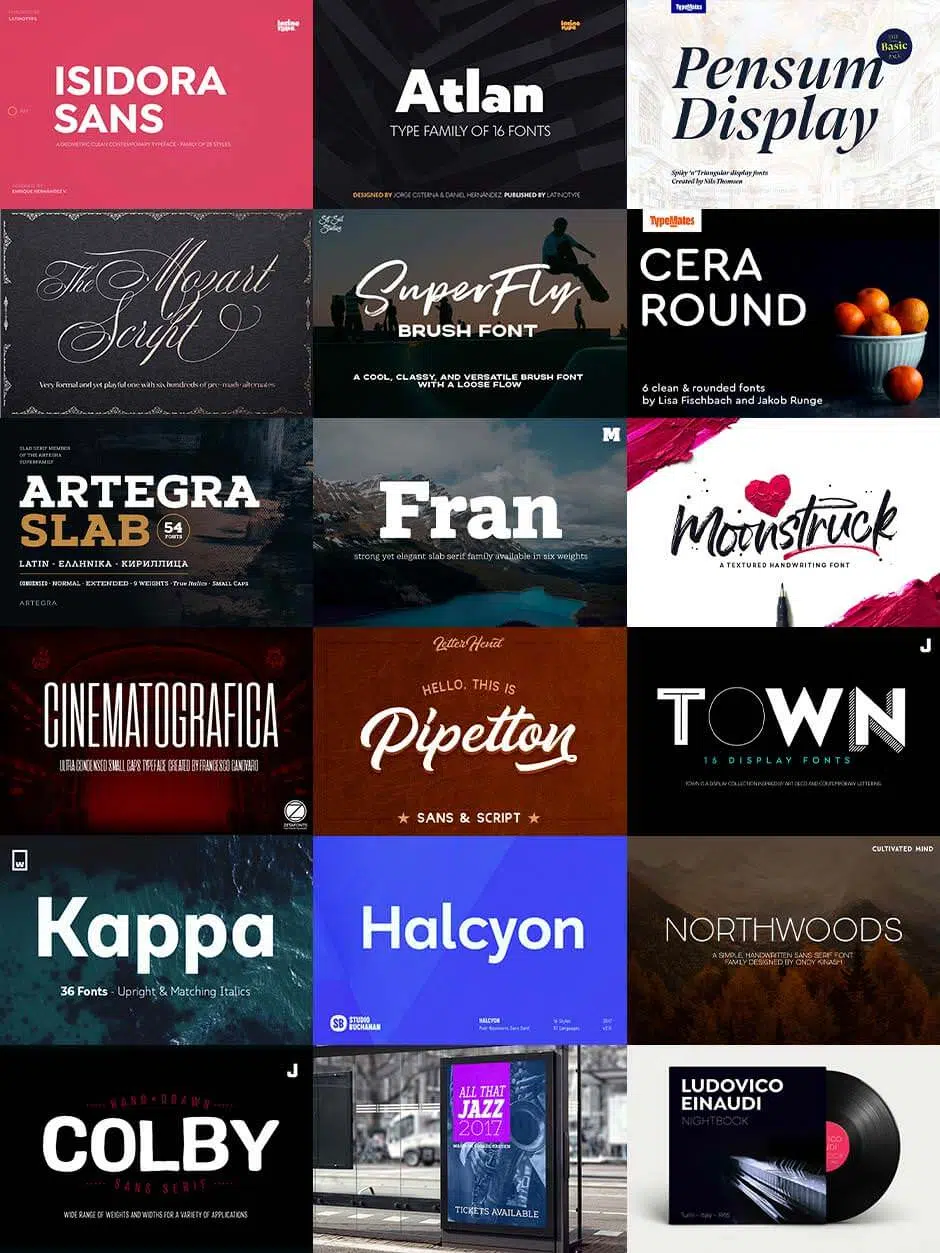 LATINOTYPE
latino type
ISIDORA
SANS
A GEOMETRIC CLEAN CONTEMPORARY TYPEFACE - FAMILY OF 28 STYLES
ENRIQUE HERNÁNDEZ V.
latino type
Atlan
TYPE FAMILY OF 16 FONTS
DESIGNED BY JORGE CISTERNA & DANIEL HERNÁNDEZ. PUBLISHED BY LATINOTYPE
TypeMates
Basic
Pensum
Display
Spiky 'n' Triangular display fonts
Created by Nils Thomsen
The Mozart
Script
Very formal and yet playful one with six hundreds of pre-made alternates
SuperFly
BRUSH FONT
A COOL, CLASSY, AND VERSATILE BRUSH FONT
WITH A LOOSE FLOW
TypeMates
CERA
ROUND
6 clean & rounded fonts
by Lisa Fischbach and Jakob Runge
SLAB SERIF MEMBER
OF THE ARTEGRA
SUPERFAMILY
ARTEGRA
SLAB 54
FONTS
LATIN · ΕΛΛΗΝΙΚΑ · КИРИЛЛИЦА
CONDENSED · NORMAL · EXTENDED · 9 WEIGHTS · True Italics · SMALL CAPS
ARTEGRA
M
Fran
strong yet elegant slab serif family available in six weights
Moonstruck
A TEXTURED HANDWRITING FONT
CINEMATOGRAFICA
ULTRA CONDENSED SMALL CAPS TYPEFACE CREATED BY FRANCESCO CANOVARO
Z
ZETAFONTS
LetterHend
HELLO, THIS IS
Pipetton
★ SANS & SCRIPT ★
J
TOWN
16 DISPLAY FONTS
TOWN IS A DISPLAY COLLECTION INSPIRED BY ART DECO AND CONTEMPORARY LETTERING.
W
Kappa
36 Fonts - Upright & Matching Italics
Halcyon
SB STUDIO
BUCHANAN
HALCYON
CULTIVATED MIND
NORTHWOODS
A SIMPLE, HANDWRITTEN SANS SERIF FONT
FAMILY DESIGNED BY CINDY KINASH
J
HAND-DRAWN
COLBY
SANS SERIF
WIDE RANGE OF WEIGHTS AND WIDTHS FOR A VARIETY OF APPLICATIONS
ALL THAT
JAZZ
2017
TICKETS AVAILABLE
LUDOVICO
EINAUDI
NIGHTBOOK